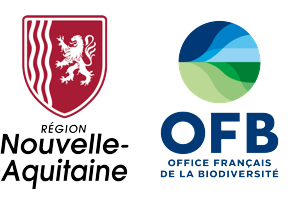 RÉGION
Nouvelle-
Aquitaine
OFB
OFFICE FRANÇAIS
DE LA BIODIVERSITÉ